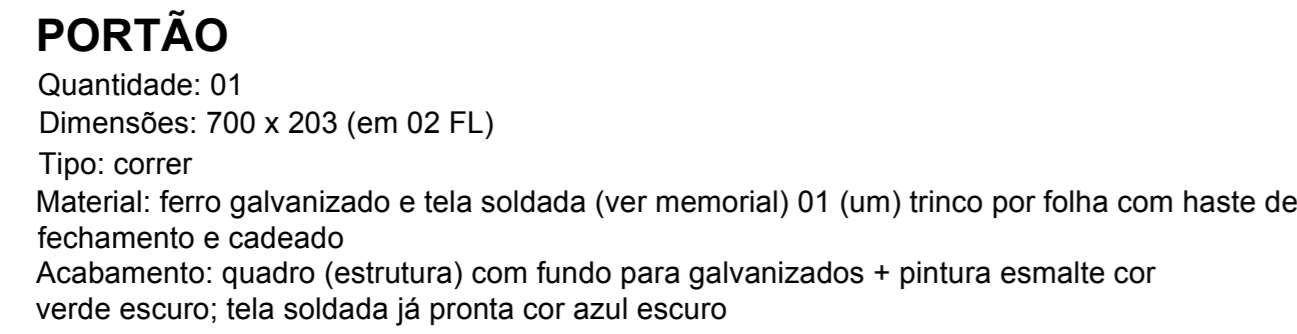 PORTÃO
Quantidade: 01
Dimensões: 700 x 203 (em 02 FL)
Tipo: correr
Material: ferro galvanizado e tela soldada (ver memorial) 01 (um) trinco por folha com haste de
fechamento e cadeado
Acabamento: quadro (estrutura) com fundo para galvanizados + pintura esmalte cor
verde escuro; tela soldada já pronta cor azul escuro